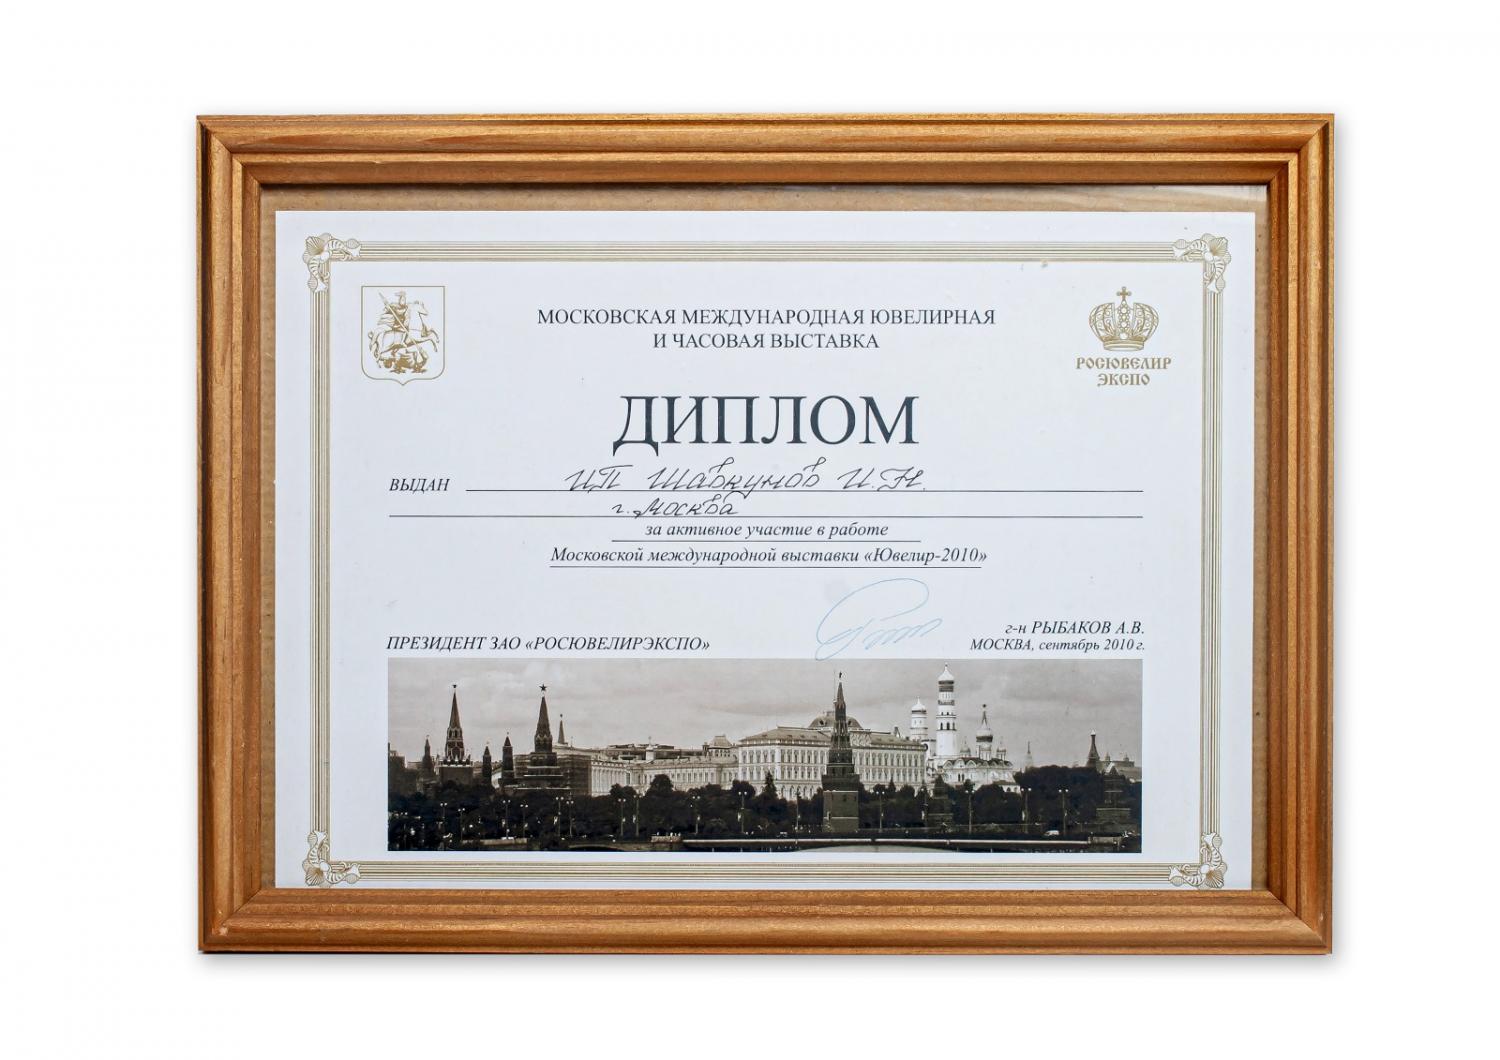 МОСКОВСКАЯ МЕЖДУНАРОДНАЯ ЮВЕЛИРНАЯ
И ЧАСОВАЯ ВЫСТАВКА
РОСЮВЕЛИР
ЭКСПО
ДИПЛОМ
ВЫДАН ИП Шавкунов И.Н.
г. Москва
за активное участие в работе
Московской международной выставки «Ювелир-2010»
г-н РЫБАКОВ А.В.
ПРЕЗИДЕНТ ЗАО «РОСЮВЕЛИРЭКСПО» МОСКВА, сентябрь 2010 г.